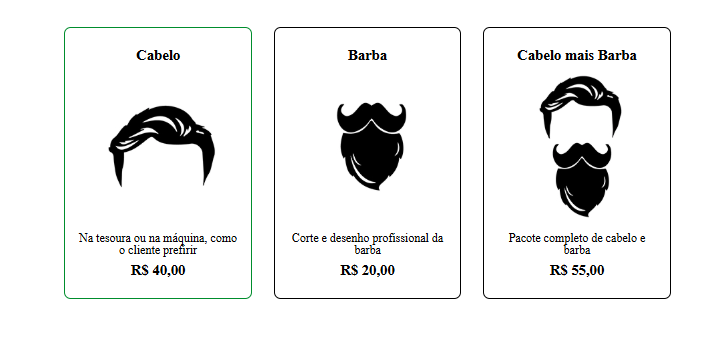 Cabelo
Na tesoura ou na máquina, como
o cliente prefirir
R$ 40,00
Barba
Corte e desenho profissional da
barba
R$ 20,00
Cabelo mais Barba
Pacote completo de cabelo e
barba
R$ 55,00